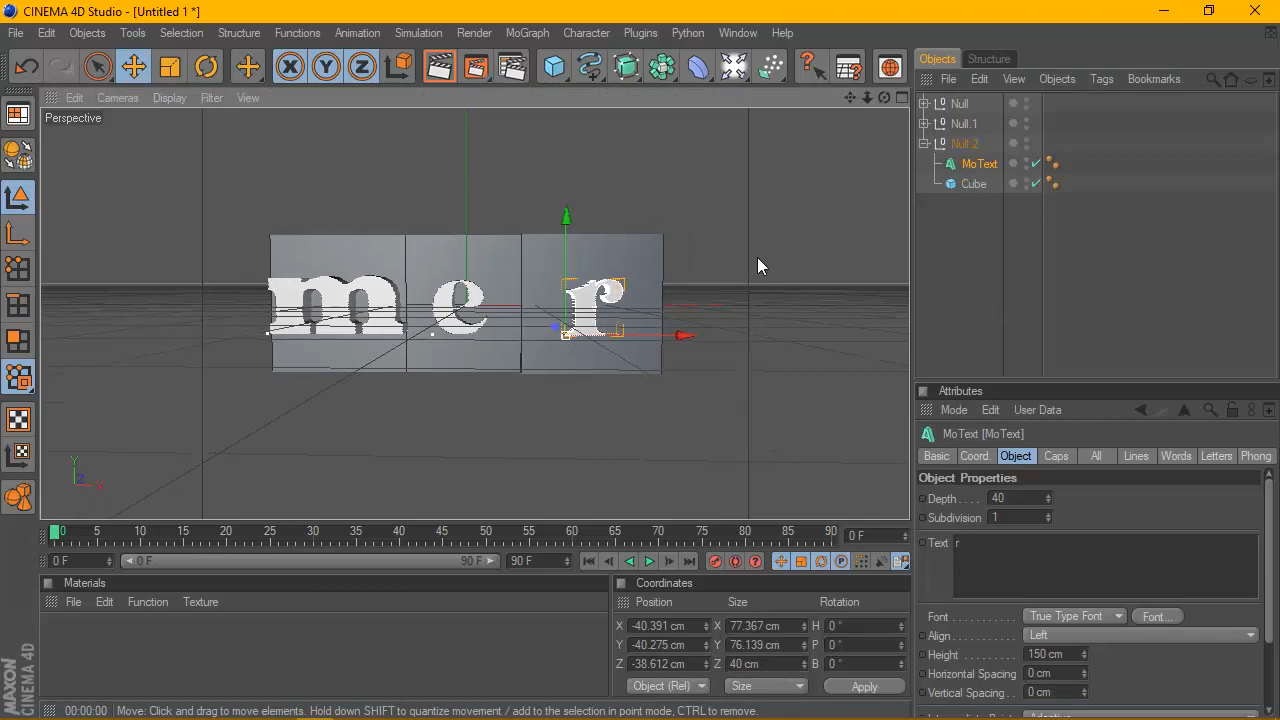 CINEMA 4D Studio - [Untitled 1 *]
File Edit Objects Tools Selection Structure Functions Animation Simulation Render MoGraph Character Plugins Python Window Help
X Y Z
Objects Structure
File Edit View Objects Tags Bookmarks
Edit Cameras Display Filter View
Perspective
Null
Null.1
Null.2
MoText
Cube
m e r
Y
Z X
Attributes
Mode Edit User Data
MoText [MoText]
Basic Coord. Object Caps All Lines Words Letters Phong
Object Properties
Depth . . . . 40
Subdivision 1
Text r
Font . . . . . . . . . . . True Type Font Font...
Align. . . . . . . . . . . Left
Height . . . . . . . . . 150 cm
Horizontal Spacing 0 cm
Vertical Spacing . . 0 cm
0 5 10 15 20 25 30 35 40 45 50 55 60 65 70 75 80 85 90 0 F
0 F 0 F 90 F 90 F
Materials
File Edit Function Texture
Coordinates
Position Size Rotation
X -40.391 cm X 77.367 cm H 0 °
Y -40.275 cm Y 76.139 cm P 0 °
Z -38.612 cm Z 40 cm B 0 °
Object (Rel) Size Apply
MAXON
CINEMA 4D
00:00:00 Move: Click and drag to move elements. Hold down SHIFT to quantize movement / add to the selection in point mode, CTRL to remove.